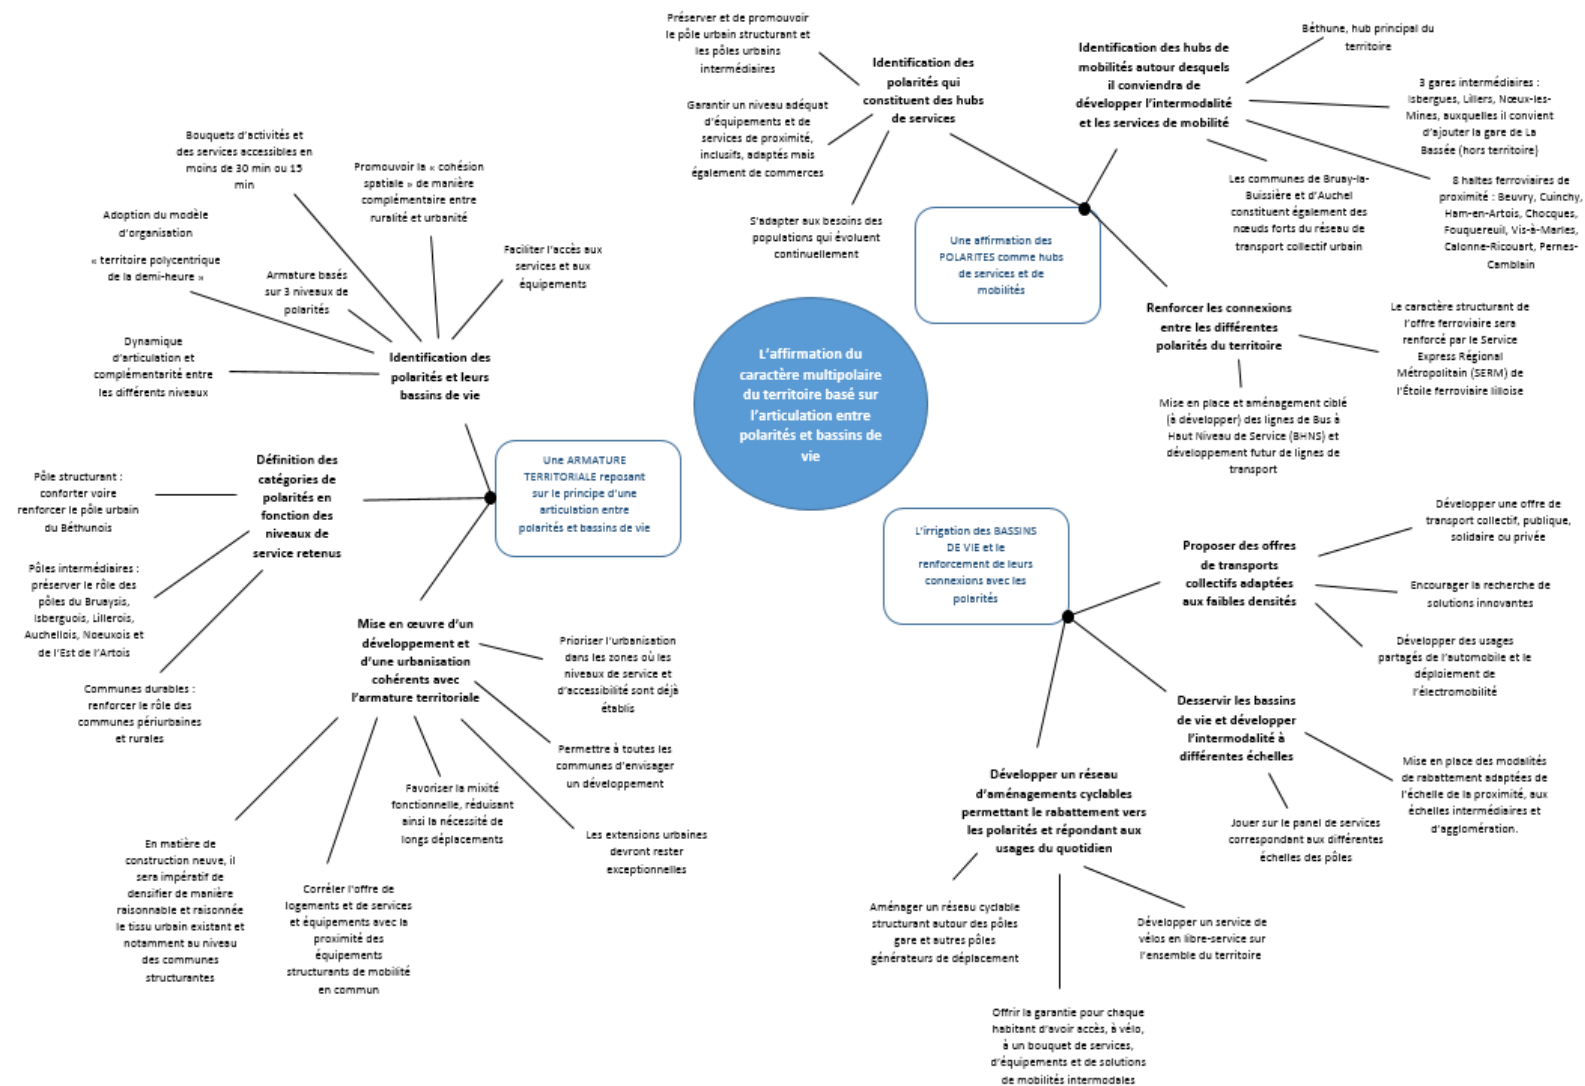 L'affirmation du
caractère multipolaire
du territoire basé sur
l'articulation entre
polarités et bassins de
vie
Une ARMATURE
TERRITORIALE reposant
sur le principe d'une
articulation entre
polarités et bassins de vie
Identification des
polarités et leurs
bassins de vie
Bouquets d'activités et
des services accessibles en
moins de 30 min ou 15
min
Promouvoir la « cohésion
spatiale » de manière
complémentaire entre
ruralité et urbanité
Adoption du modèle
d'organisation
« territoire polycentrique
de la demi-heure »
Armature basés
sur 3 niveaux de
polarités
Faciliter l'accès aux
services et aux
équipements
Dynamique
d'articulation et
complémentarité entre
les différents niveaux
Définition des
catégories de
polarités en
fonction des
niveaux de
service retenus
Pôle structurant :
conforter voire
renforcer le pôle urbain
du Béthunois
Pôles intermédiaires :
préserver le rôle des
pôles du Bruaysis,
Isberguois, Lillerois,
Auchellois, Noeuxois et
de l'Est de l'Artois
Communes durables :
renforcer le rôle des
communes périurbaines
et rurales
Mise en œuvre d'un
développement et
d'une urbanisation
cohérents avec
l'armature territoriale
Prioriser l'urbanisation
dans les zones où les
niveaux de service et
d'accessibilité sont déjà
établis
Permettre à toutes les
communes d'envisager
un développement
Les extensions urbaines
devront rester
exceptionnelles
Favoriser la mixité
fonctionnelle, réduisant
ainsi la nécessité de
longs déplacements
Corréler l'offre de
logements et de services
et équipements avec la
proximité des
équipements
structurants de mobilité
en commun
En matière de
construction neuve, il
sera impératif de
densifier de manière
raisonnable et raisonnée
le tissu urbain existant et
notamment au niveau
des communes
structurantes
Une affirmation des
POLARITES comme hubs
de services et de
mobilités
Identification des
polarités qui
constituent des hubs
de services
Préserver et de promouvoir
le pôle urbain structurant et
les pôles urbains
intermédiaires
Garantir un niveau adéquat
d'équipements et de
services de proximité,
inclusifs, adaptés mais
également de commerces
S'adapter aux besoins des
populations qui évoluent
continuellement
Identification des hubs de
mobilités autour desquels
il conviendra de
développer l'intermodalité
et les services de mobilité
Béthune, hub principal du
territoire
3 gares intermédiaires :
Isbergues, Lillers, Nœux-les-
Mines, auxquelles il convient
d'ajouter la gare de La
Bassée (hors territoire)
8 haltes ferroviaires de
proximité : Beuvry, Cuinchy,
Ham-en-Artois, Chocques,
Fouquereuil, Vis-à-Marles,
Calonne-Ricouart, Pernes-
Camblain
Les communes de Bruay-la-
Buissière et d'Auchel
constituent également des
nœuds forts du réseau de
transport collectif urbain
Renforcer les connexions
entre les différentes
polarités du territoire
Le caractère structurant de
l'offre ferroviaire sera
renforcé par le Service
Express Régional
Métropolitain (SERM) de
l'Étoile ferroviaire lilloise
Mise en place et aménagement ciblé
(à développer) des lignes de Bus à
Haut Niveau de Service (BHNS) et
développement futur de lignes de
transport
L'irrigation des BASSINS
DE VIE et le
renforcement de leurs
connexions avec les
polarités
Proposer des offres
de transports
collectifs adaptées
aux faibles densités
Développer une offre de
transport collectif, publique,
solidaire ou privée
Encourager la recherche de
solutions innovantes
Développer des usages
partagés de l'automobile et le
déploiement de
l'électromobilité
Desservir les bassins
de vie et développer
l'intermodalité à
différentes échelles
Mise en place des modalités
de rabattement adaptées de
l'échelle de la proximité, aux
échelles intermédiaires et
d'agglomération.
Jouer sur le panel de services
correspondant aux différentes
échelles des pôles
Développer un réseau
d'aménagements cyclables
permettant le rabattement vers
les polarités et répondant aux
usages du quotidien
Aménager un réseau cyclable
structurant autour des pôles
gare et autres pôles
générateurs de déplacement
Offrir la garantie pour chaque
habitant d'avoir accès, à vélo,
à un bouquet de services,
d'équipements et de solutions
de mobilités intermodales
Développer un service de
vélos en libre-service sur
l'ensemble du territoire